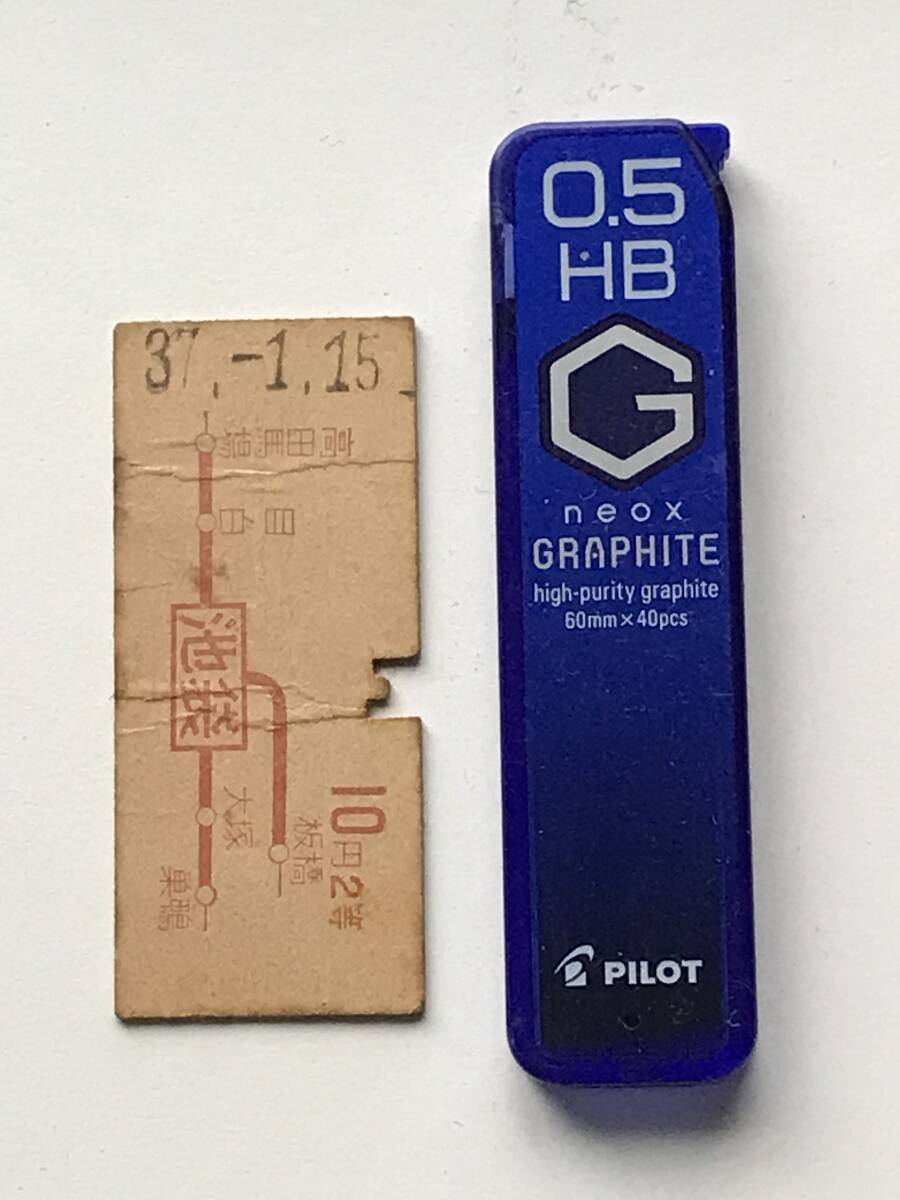 37.-1.15
高田馬場
目白
池袋
大塚
板橋
巣鴨
10円2等
0.5
HB
G
neox
GRAPHITE
high-purity graphite
60mm×40pcs
PILOT